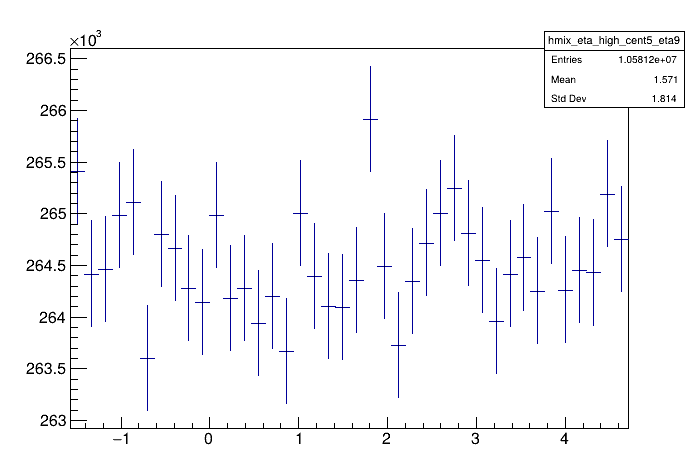 ×10³
hmix_eta_high_cent5_eta9
Entries 1.05812e+07
Mean 1.571
Std Dev 1.814
266.5
266
265.5
265
264.5
264
263.5
263
−1 0 1 2 3 4